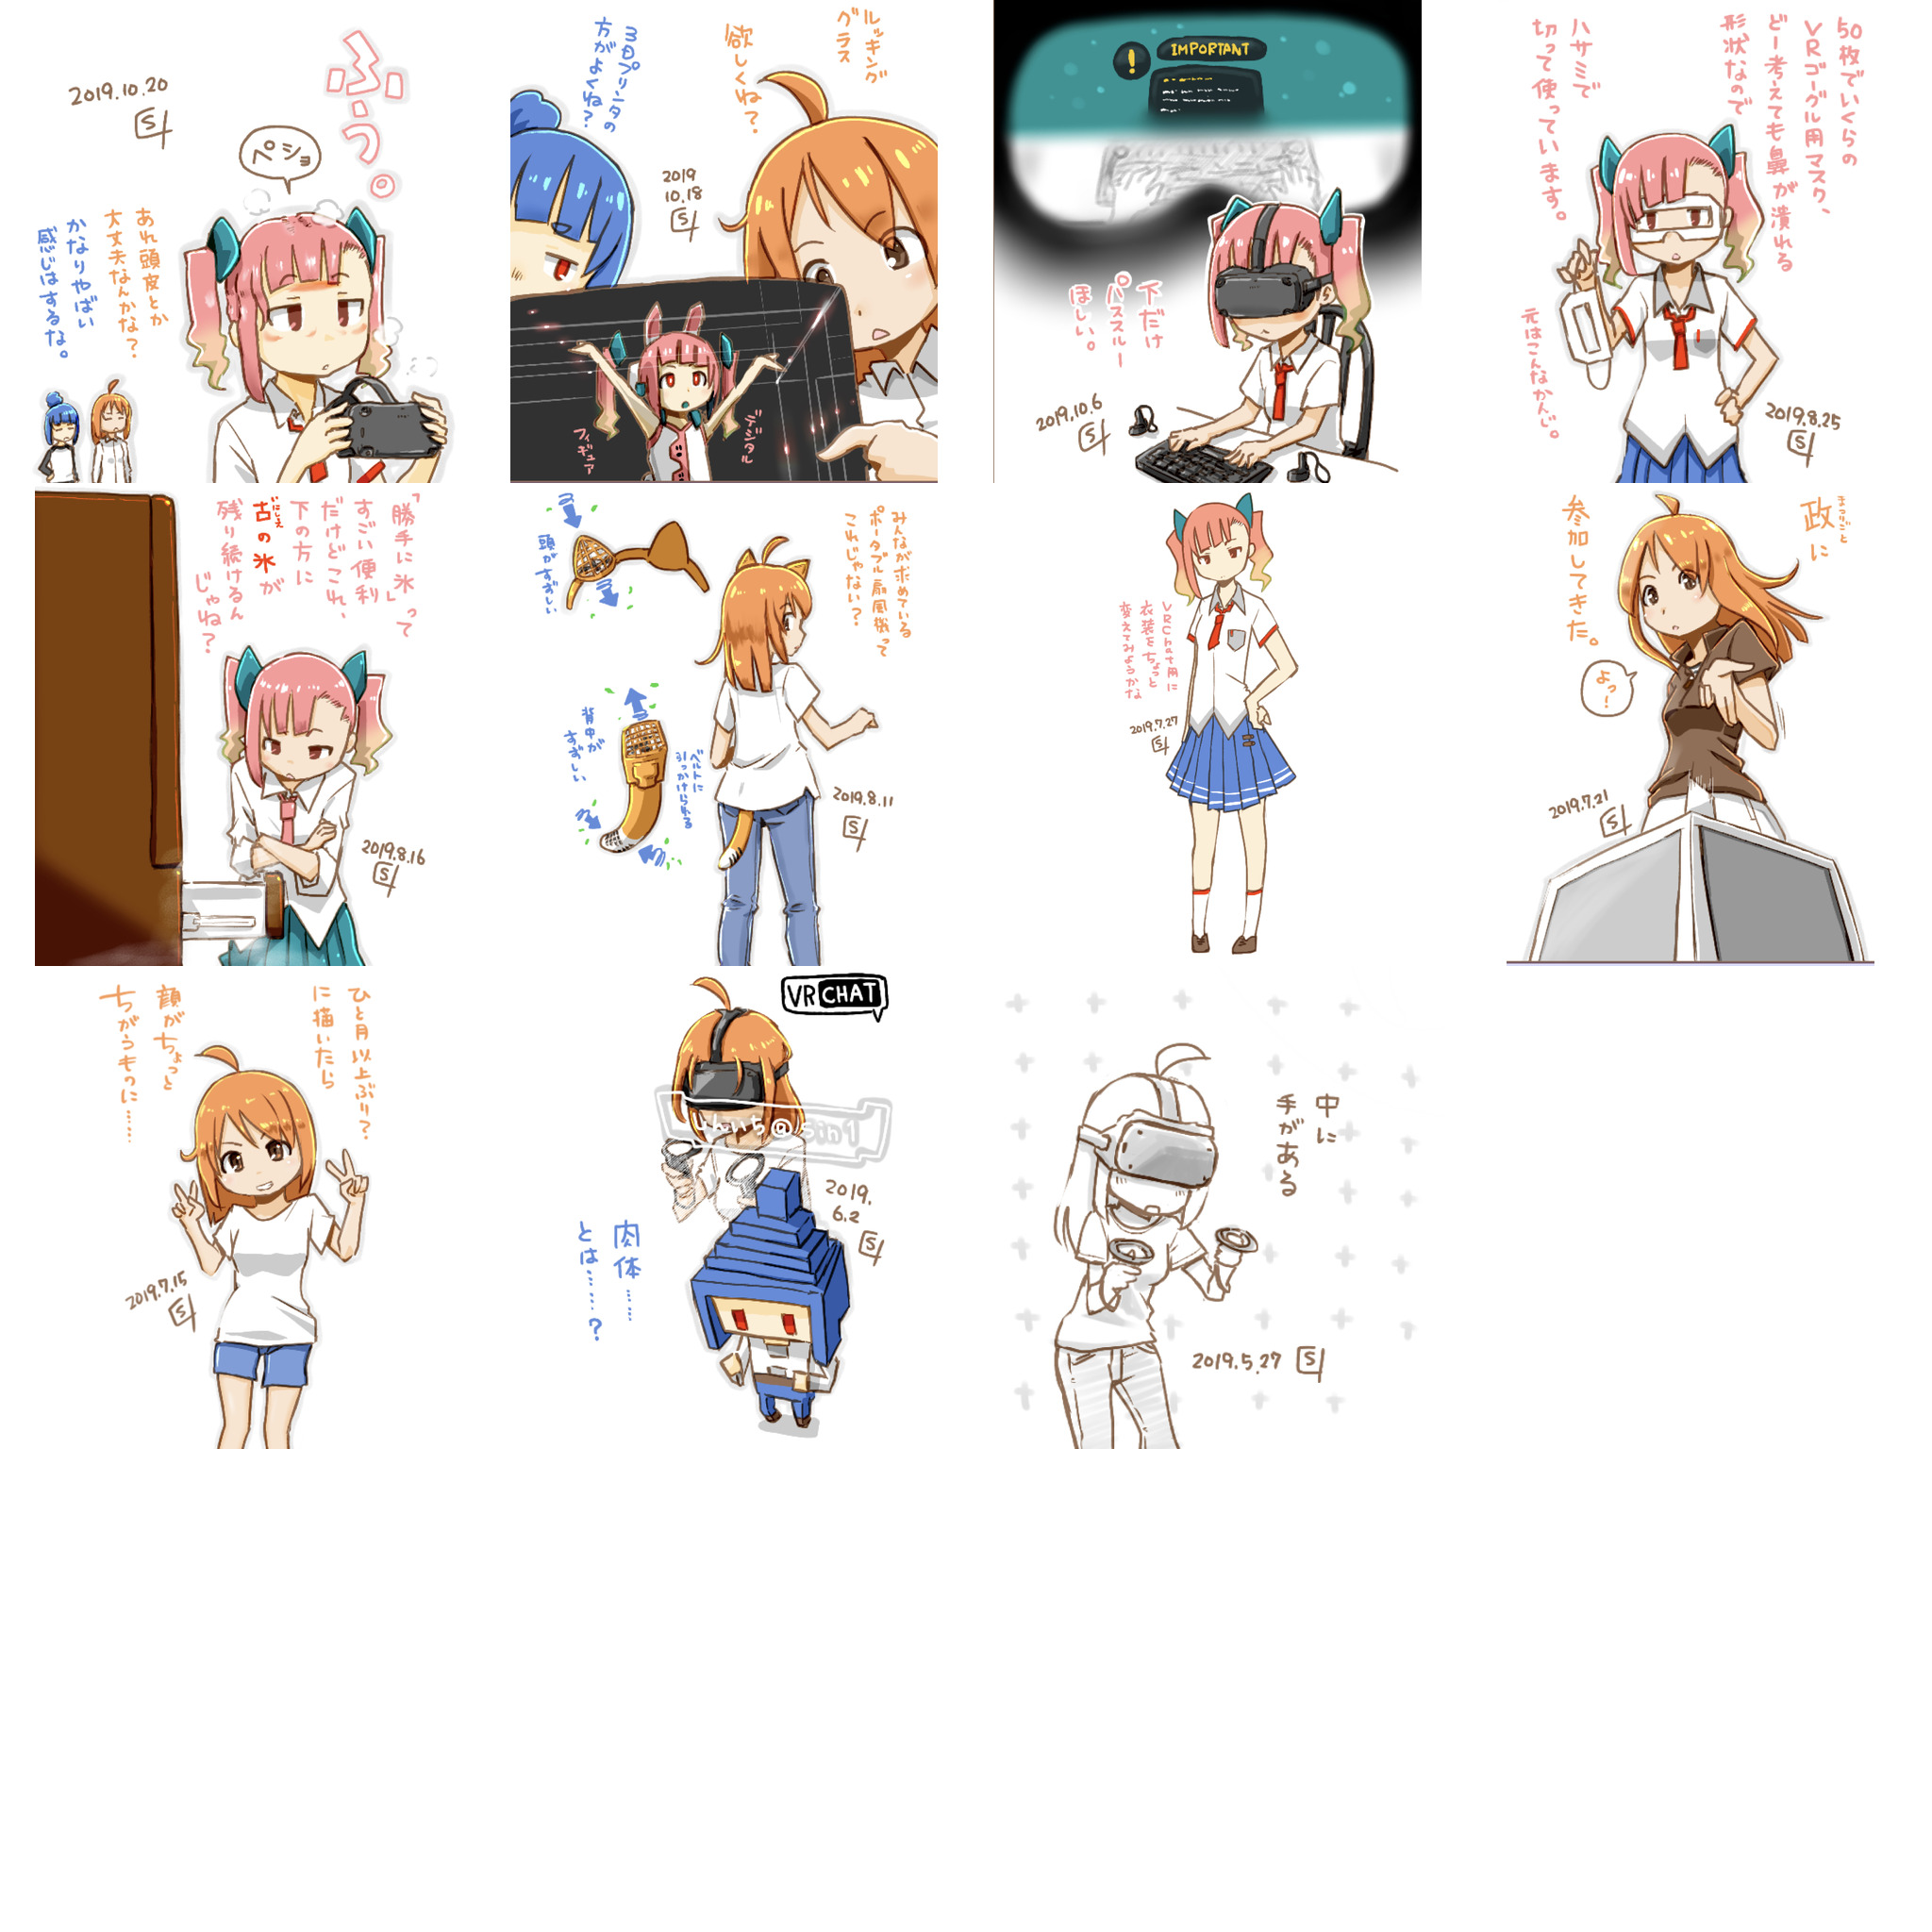 2019.10.20
ふぅ。
ペショ
あれ頭皮とか
大丈夫なんかな?
かなりやばい
感じはするな。
ルッキング
グラス
欲しくね?
3Dプリンタの
方がよくね?
2019
10.18
デジタル
フィギュア
IMPORTANT
下だけ
パススルー
ほしい。
2019.10.6
50枚でいくらの
VRゴーグル用マスク、
どー考えても鼻が潰れる
形状なので
ハサミで
切って使っています。
元はこんなかんじ。
2019.8.25
「勝手に氷」って
すごい便利
だけどこれ、
下の方に
古の氷が
いにしえ
残り続けるん
じゃね?
2019.8.16
みんなが求めている
ポータブル扇風機って
これじゃない?
頭がすずしい
背中が
すずしい
ベルトに
引っかけられる
2019.8.11
VRChat用に
衣装をちょっと
変えてみようかな
2019.7.27
政に
まつりごと
参加してきた。
よっ!
2019.7.21
ひと月以上ぶり?
に描いたら
顔がちょっと
ちがうものに……
2019.7.15
VRCHAT
しんいち@5in1
2019.
6.2
肉体……
とは……?
中に
手がある
2019.5.27